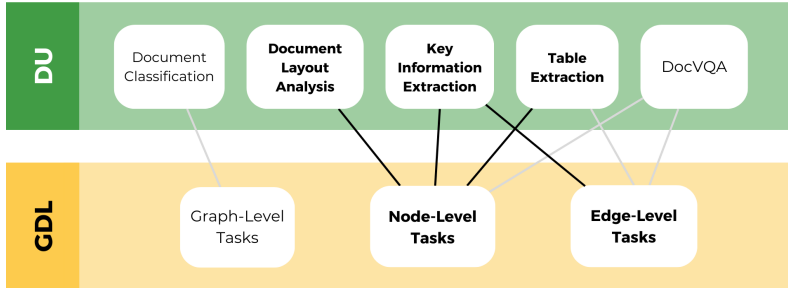 DU
Document
Classification
Document
Layout
Analysis
Key
Information
Extraction
Table
Extraction
DocVQA
GDL
Graph-Level
Tasks
Node-Level
Tasks
Edge-Level
Tasks